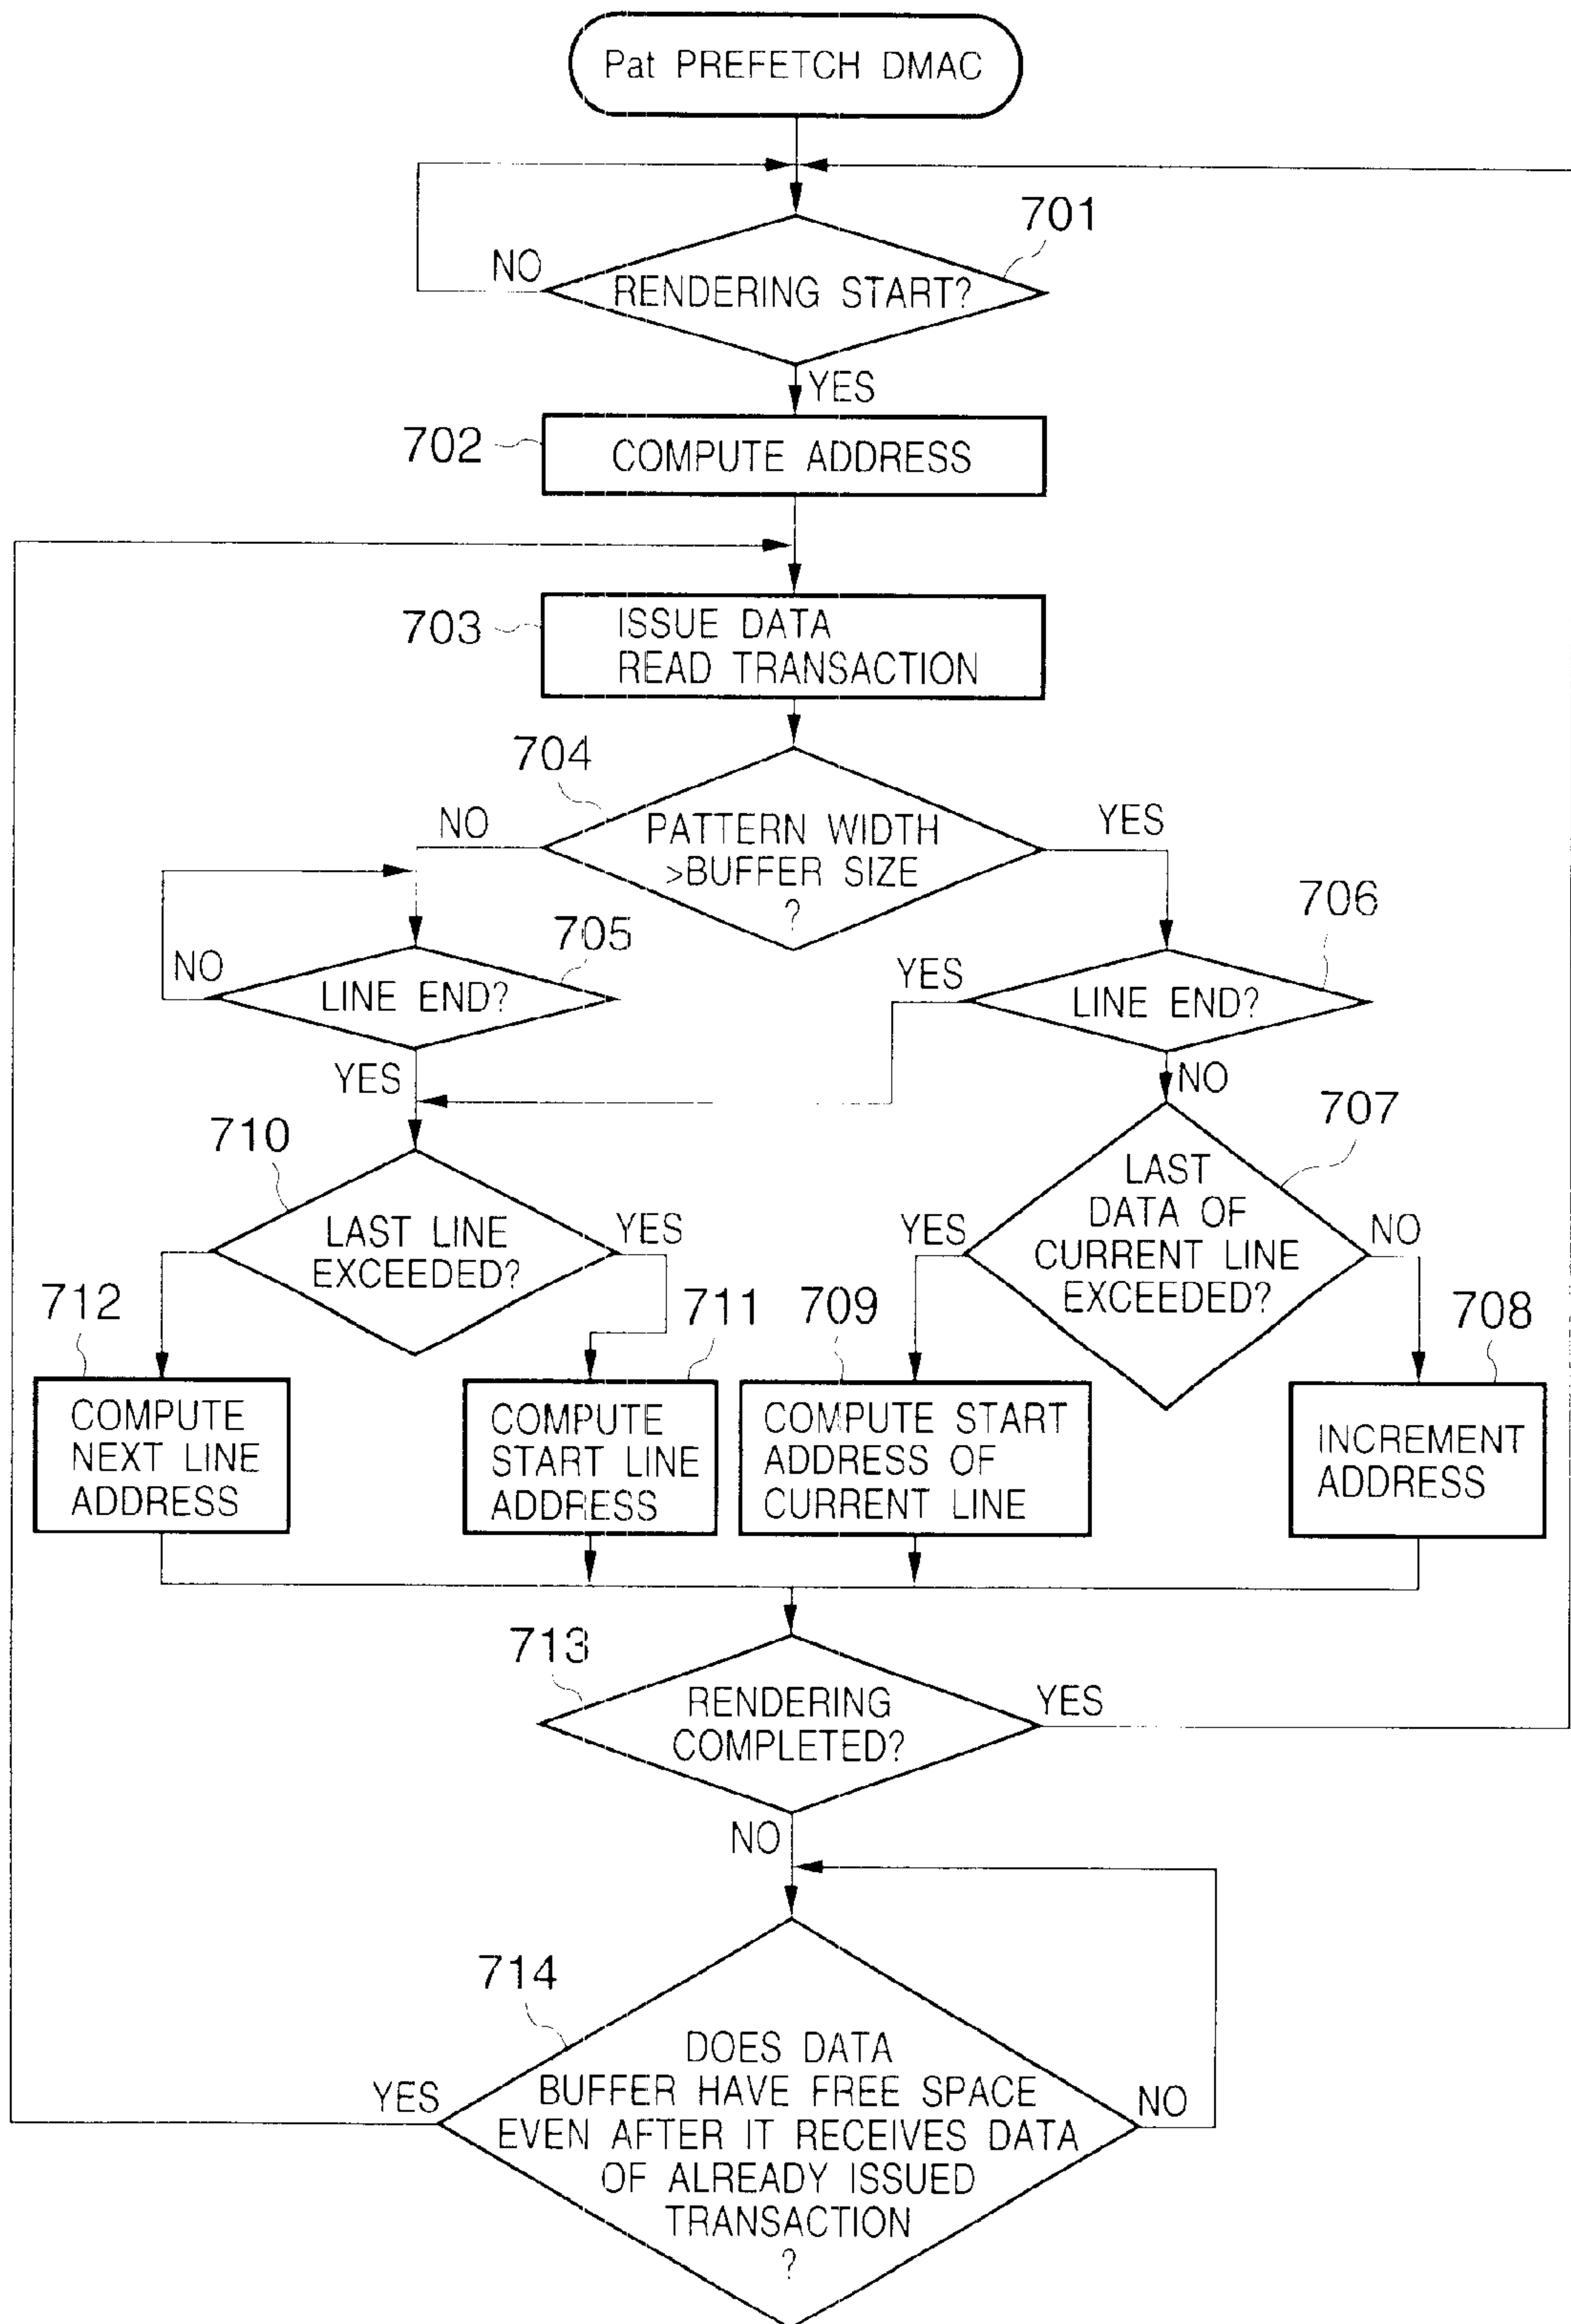 Pat PREFETCH DMAC
701
NO
RENDERING START?
YES
702
COMPUTE ADDRESS
703
ISSUE DATA
READ TRANSACTION
704
NO
PATTERN WIDTH
>BUFFER SIZE
?
YES
705
NO
LINE END?
YES
706
YES
LINE END?
NO
710
LAST LINE
EXCEEDED?
YES
707
YES
LAST
DATA OF
CURRENT LINE
EXCEEDED?
NO
712
COMPUTE
NEXT LINE
ADDRESS
711
COMPUTE
START LINE
ADDRESS
709
COMPUTE START
ADDRESS OF
CURRENT LINE
708
INCREMENT
ADDRESS
713
RENDERING
COMPLETED?
YES
NO
714
YES
DOES DATA
BUFFER HAVE FREE SPACE
EVEN AFTER IT RECEIVES DATA
OF ALREADY ISSUED
TRANSACTION
?
NO